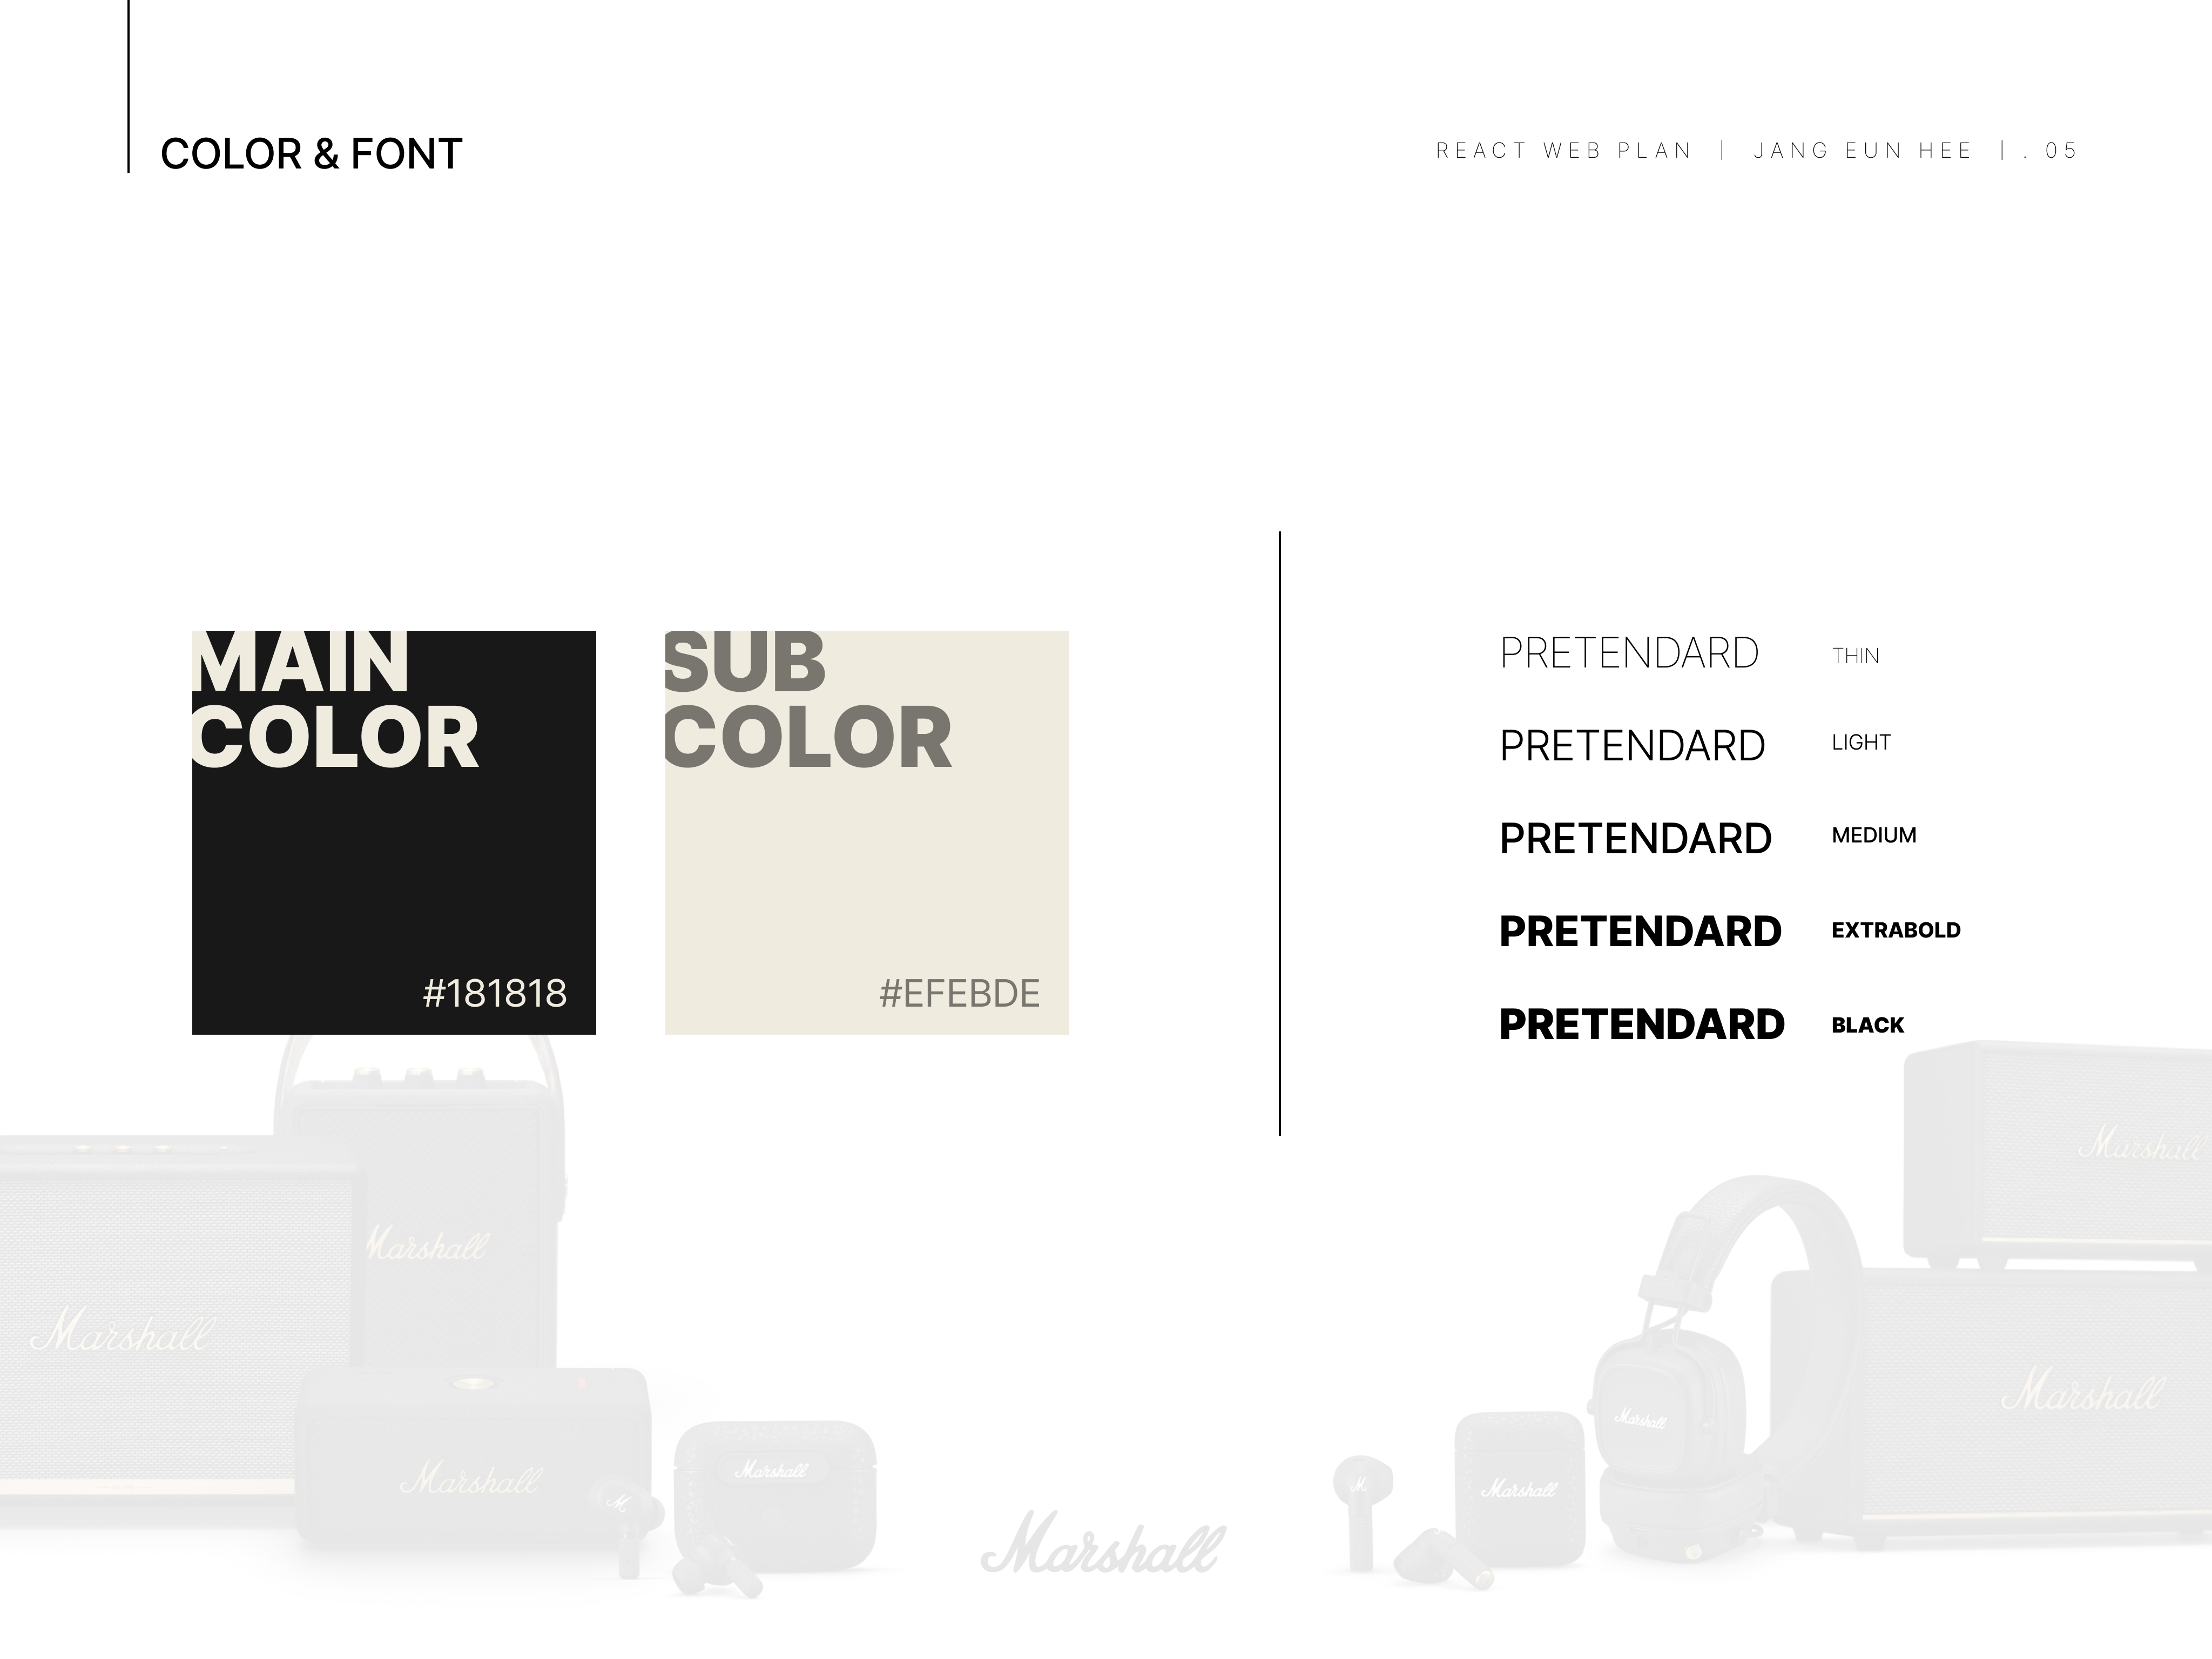 COLOR & FONT
REACT WEB PLAN | JANG EUN HEE | . 05
MAIN
COLOR
#181818
SUB
COLOR
#EFEBDE
PRETENDARD THIN
PRETENDARD LIGHT
PRETENDARD MEDIUM
PRETENDARD EXTRABOLD
PRETENDARD BLACK
Marshall
Marshall
Marshall
M
Marshall
Marshall
M
Marshall
Marshall
Marshall
Marshall